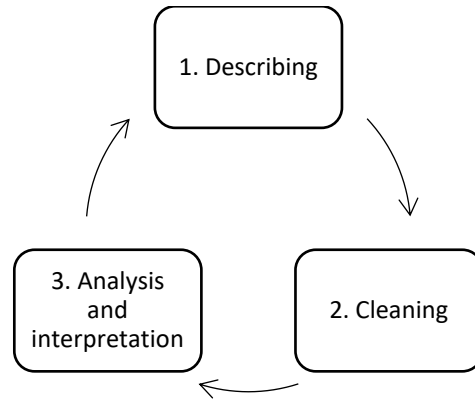 1. Describing
2. Cleaning
3. Analysis
and
interpretation